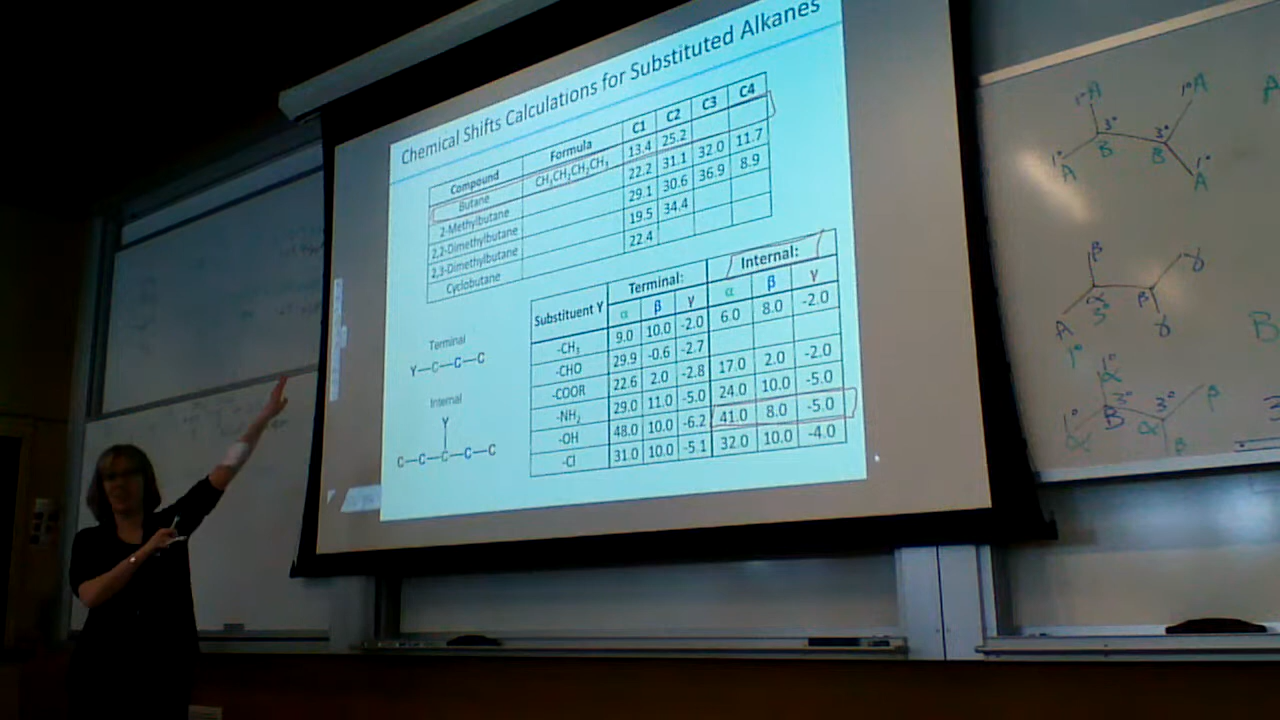 Chemical Shifts Calculations for Substituted Alkanes
Compound Formula C1 C2 C3 C4
Butane CH₃CH₂CH₂CH₃ 13.4 25.2
2-Methylbutane 22.2 31.1 32.0 11.7
2,2-Dimethylbutane 29.1 30.6 36.9 8.9
2,3-Dimethylbutane 19.5 34.4
Cyclobutane 22.4
Substituent Y Terminal: Internal:
α β γ α β γ
-CH₃ 9.0 10.0 -2.0 6.0 8.0 -2.0
-CHO 29.9 -0.6 -2.7
-COOR 22.6 2.0 -2.8 17.0 2.0 -2.0
-NH₂ 29.0 11.0 -5.0 24.0 10.0 -5.0
-OH 48.0 10.0 -6.2 41.0 8.0 -5.0
-Cl 31.0 10.0 -5.1 32.0 10.0 -4.0
Terminal
Y—C—C—C
Internal
Y
C—C—C—C—C
1°A 1°A A
3° 3°
1°A B B 1°A
β γ
α β
A 3° γ B
1°
1°α
1° 3° 3° β
α B α
β